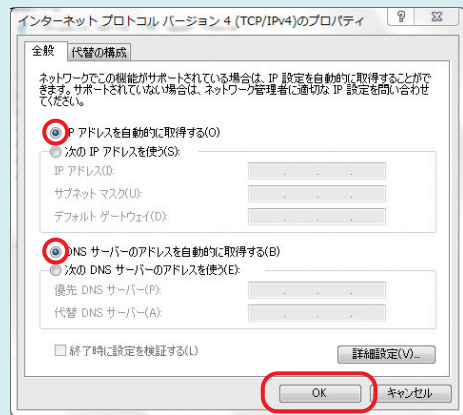 インターネット プロトコル バージョン 4 (TCP/IPv4)のプロパティ
全般
代替の構成
ネットワークでこの機能がサポートされている場合は、IP 設定を自動的に取得することがで
きます。サポートされていない場合は、ネットワーク管理者に適切な IP 設定を問い合わせ
てください。
IP アドレスを自動的に取得する(O)
次の IP アドレスを使う(S):
IP アドレス(I):
サブネット マスク(U):
デフォルト ゲートウェイ(D):
DNS サーバーのアドレスを自動的に取得する(B)
次の DNS サーバーのアドレスを使う(E):
優先 DNS サーバー(P):
代替 DNS サーバー(A):
終了時に設定を検証する(L)
詳細設定(V)...
OK
キャンセル